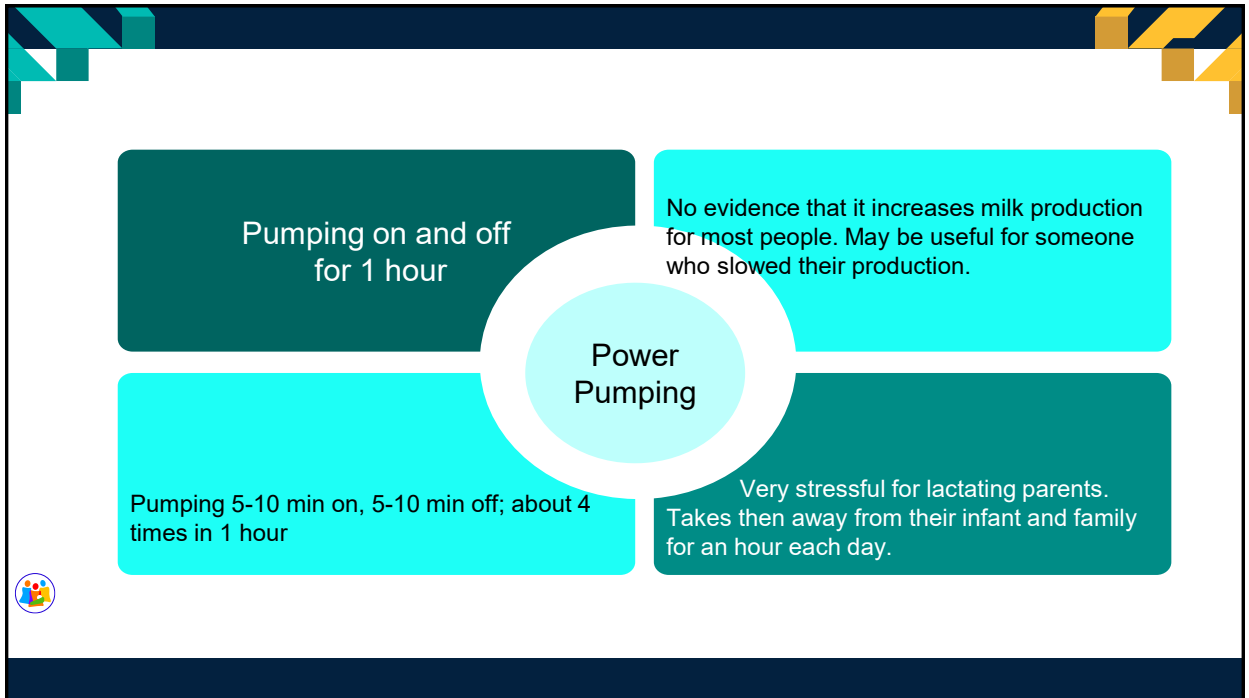 Pumping on and off
for 1 hour
No evidence that it increases milk production
for most people. May be useful for someone
who slowed their production.
Power
Pumping
Pumping 5-10 min on, 5-10 min off; about 4
times in 1 hour
Very stressful for lactating parents.
Takes then away from their infant and family
for an hour each day.